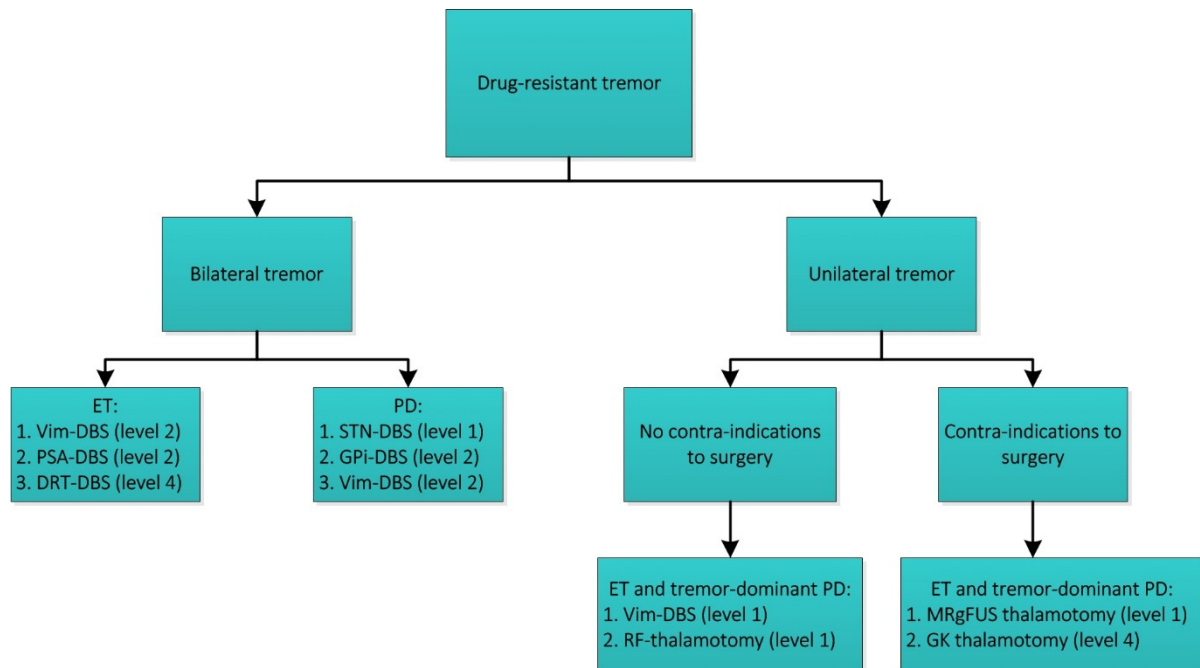 Drug-resistant tremor
Bilateral tremor
Unilateral tremor
ET:
1. Vim-DBS (level 2)
2. PSA-DBS (level 2)
3. DRT-DBS (level 4)
PD:
1. STN-DBS (level 1)
2. GPi-DBS (level 2)
3. Vim-DBS (level 2)
No contra-indications
to surgery
Contra-indications to
surgery
ET and tremor-dominant PD:
1. Vim-DBS (level 1)
2. RF-thalamotomy (level 1)
ET and tremor-dominant PD:
1. MRgFUS thalamotomy (level 1)
2. GK thalamotomy (level 4)